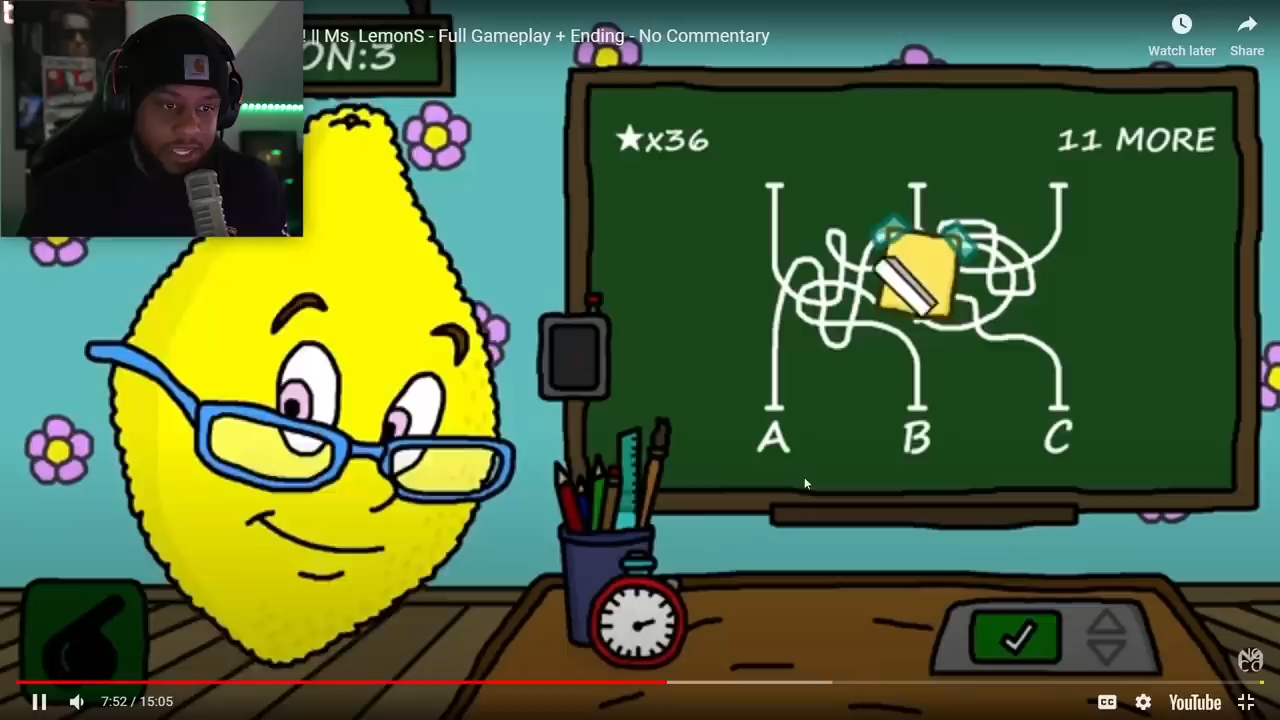 ! || Ms. LemonS - Full Gameplay + Ending - No Commentary
Watch later
Share
ON:3
★x36
11 MORE
A B C
7:52 / 15:05
CC
YouTube